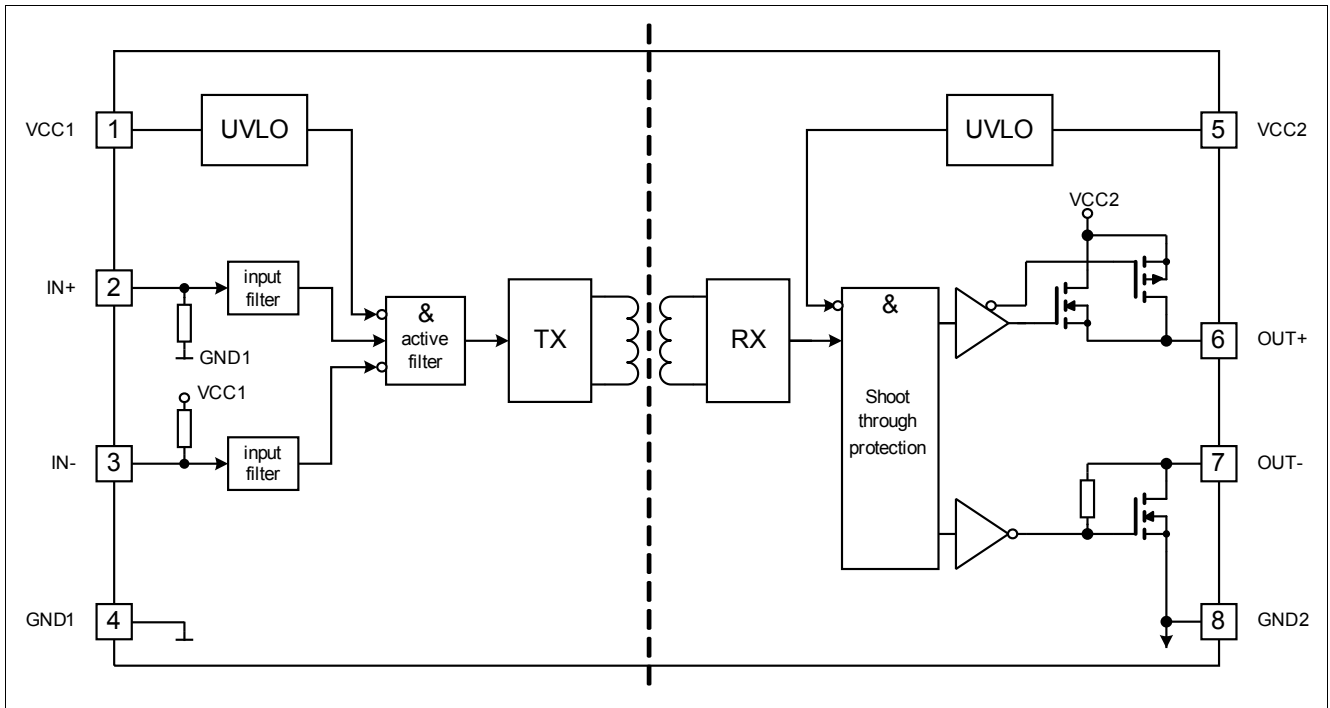 VCC1
1
UVLO
UVLO
5
VCC2
VCC2
IN+
2
input
filter
GND1
&
active
filter
TX
RX
&
Shoot
through
protection
6
OUT+
VCC1
IN-
3
input
filter
7
OUT-
GND1
4
8
GND2